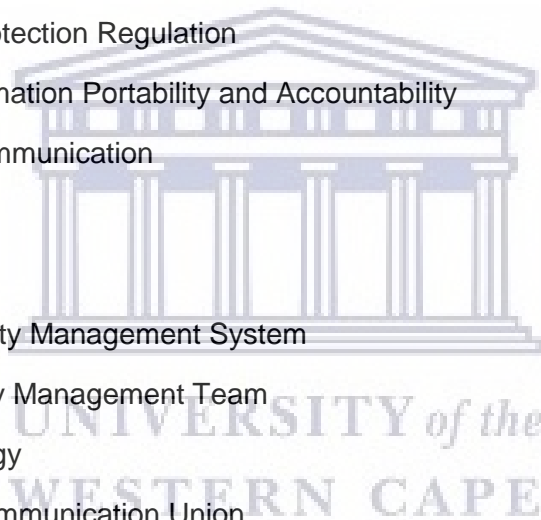 otection Regulation
mation Portability and Accountability
mmunication
ty Management System
y Management Team
UNIVERSITY of the
gy
WESTERN CAPE
mmunication Union